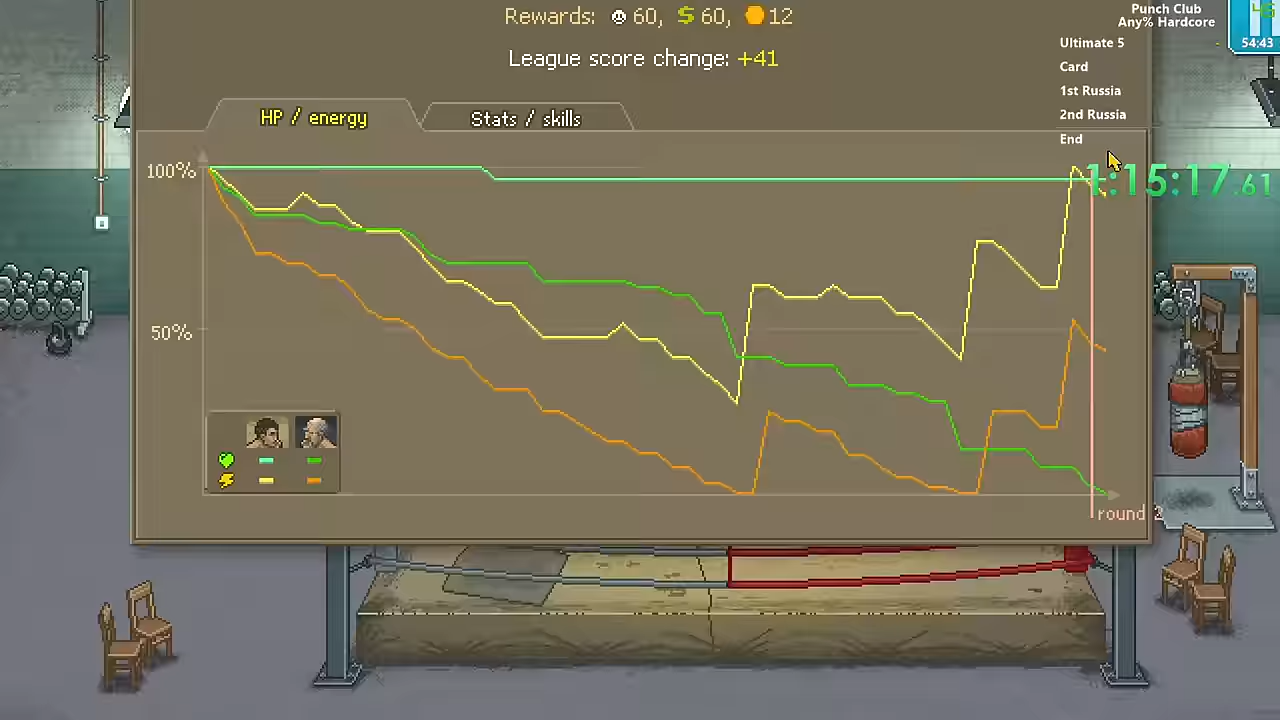 Rewards: 60, $ 60, 12
League score change: +41
Punch Club
Any% Hardcore
54:43
Ultimate 5
Card
1st Russia
2nd Russia
End
1:15:17.61
HP / energy
Stats / skills
100%
50%
round 2